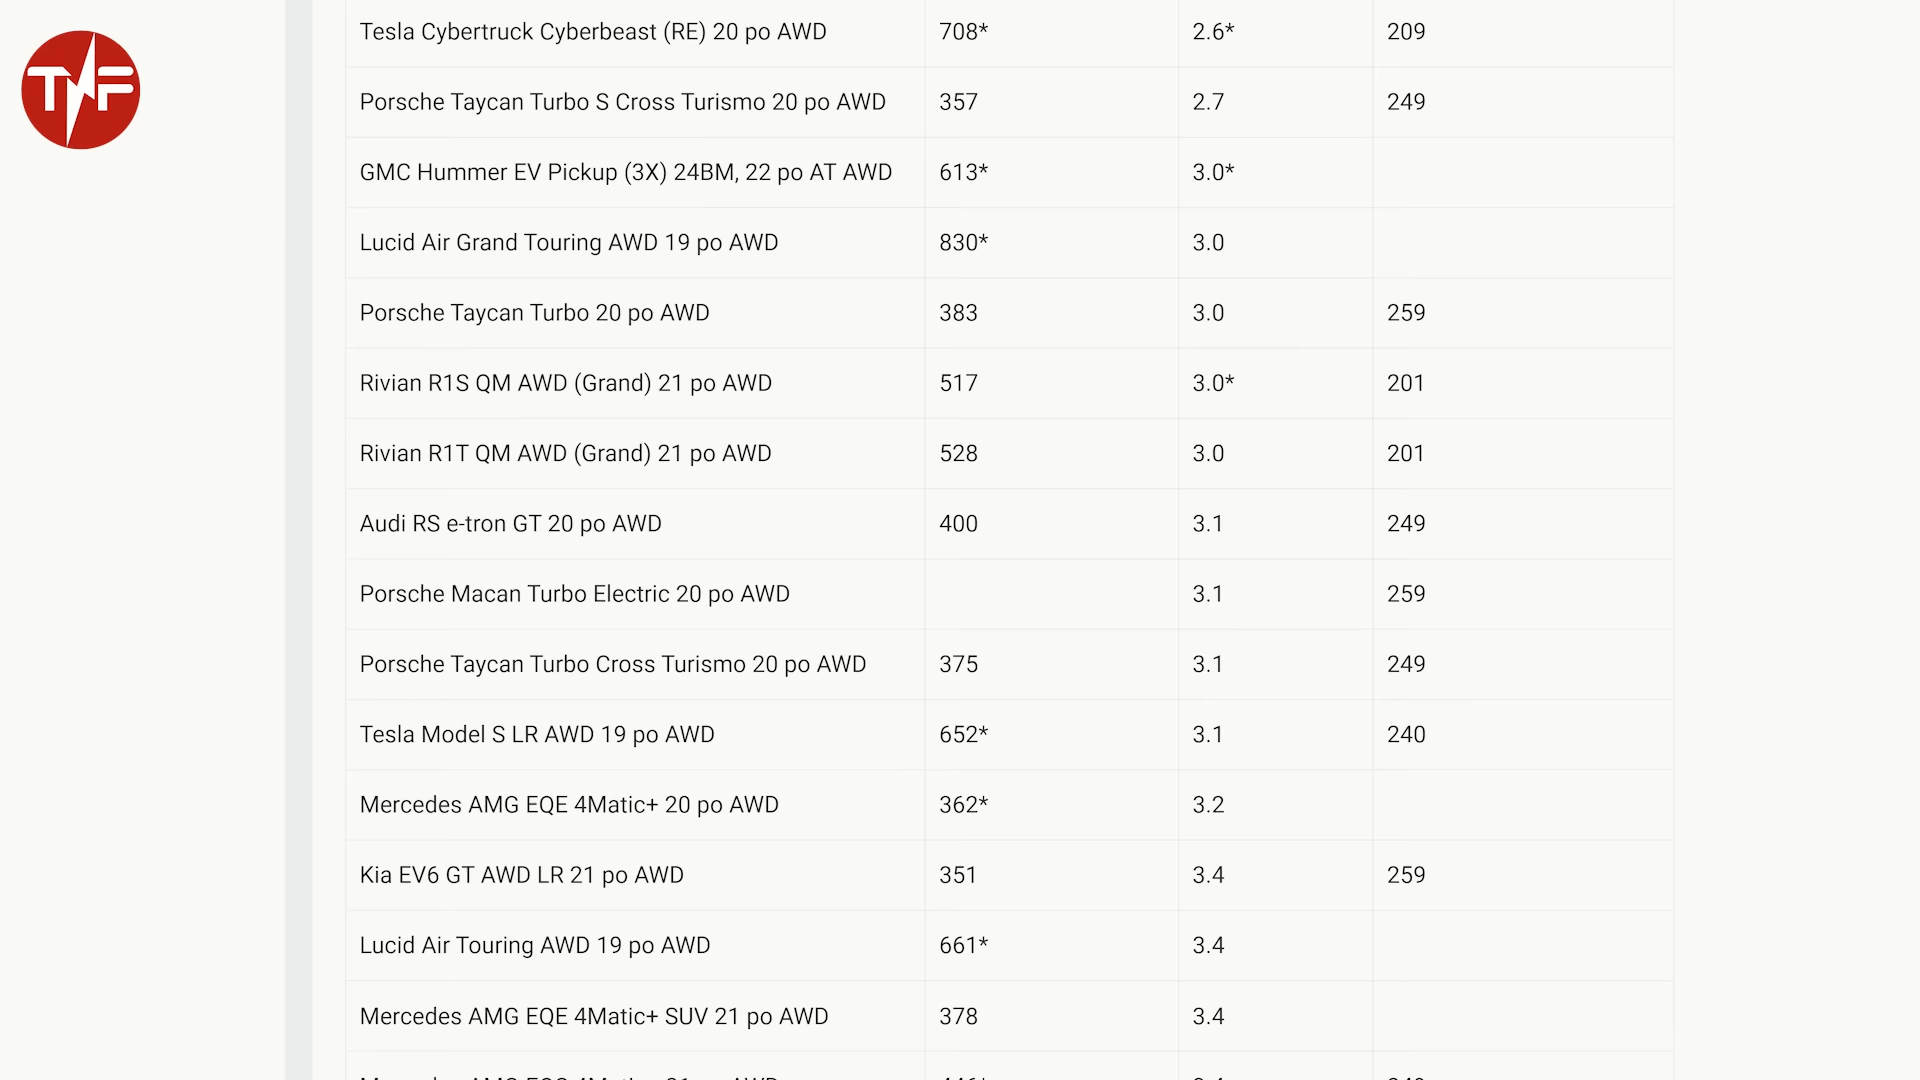 TNF
Tesla Cybertruck Cyberbeast (RE) 20 po AWD 708* 2.6* 209
Porsche Taycan Turbo S Cross Turismo 20 po AWD 357 2.7 249
GMC Hummer EV Pickup (3X) 24BM, 22 po AT AWD 613* 3.0*
Lucid Air Grand Touring AWD 19 po AWD 830* 3.0
Porsche Taycan Turbo 20 po AWD 383 3.0 259
Rivian R1S QM AWD (Grand) 21 po AWD 517 3.0* 201
Rivian R1T QM AWD (Grand) 21 po AWD 528 3.0 201
Audi RS e-tron GT 20 po AWD 400 3.1 249
Porsche Macan Turbo Electric 20 po AWD 3.1 259
Porsche Taycan Turbo Cross Turismo 20 po AWD 375 3.1 249
Tesla Model S LR AWD 19 po AWD 652* 3.1 240
Mercedes AMG EQE 4Matic+ 20 po AWD 362* 3.2
Kia EV6 GT AWD LR 21 po AWD 351 3.4 259
Lucid Air Touring AWD 19 po AWD 661* 3.4
Mercedes AMG EQE 4Matic+ SUV 21 po AWD 378 3.4